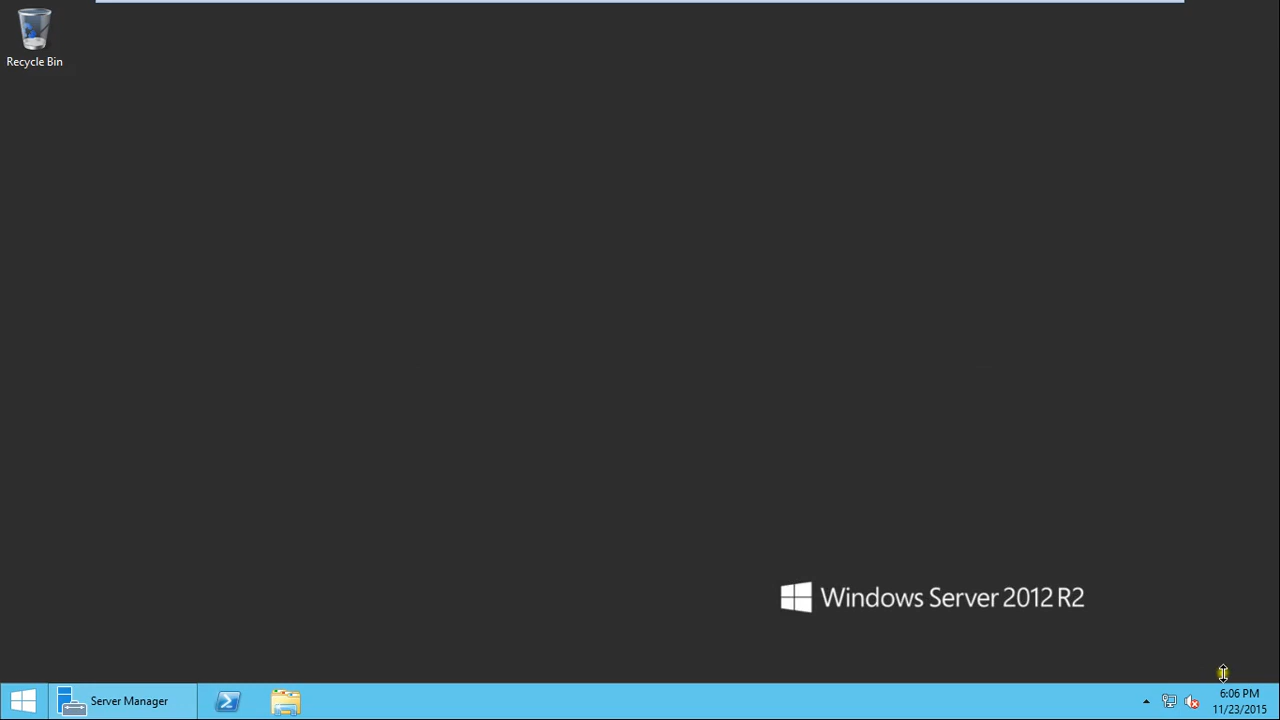 Recycle Bin
Windows Server 2012 R2
Server Manager
6:06 PM
11/23/2015